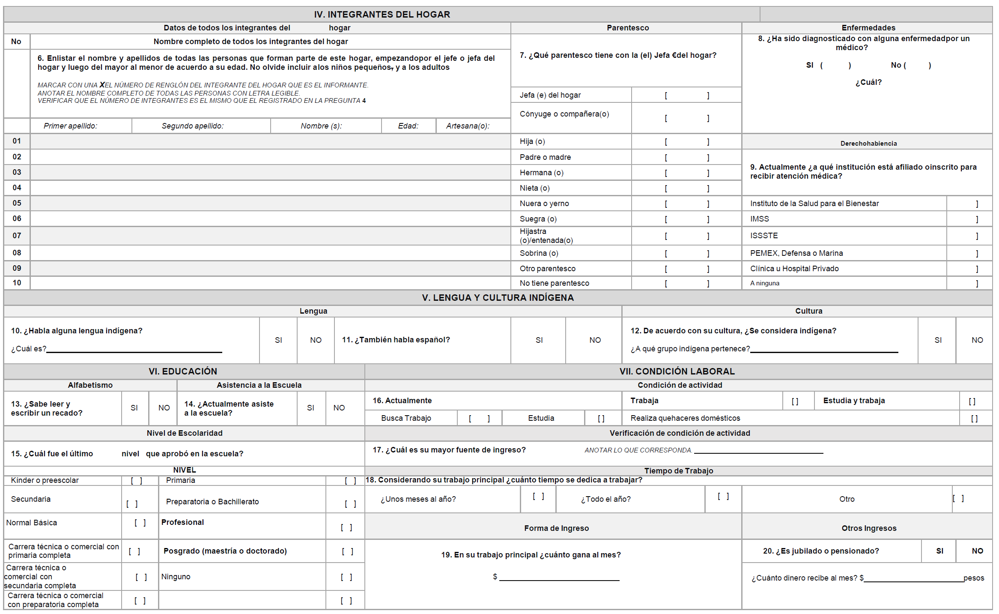 IV. INTEGRANTES DEL HOGAR
Datos de todos los integrantes del hogar
Parentesco
Enfermedades
No
Nombre completo de todos los integrantes del hogar
6. Enlistar el nombre y apellidos de todas las personas que forman parte de este hogar, empezandopor el jefe o jefa del
hogar y luego del mayor al menor de acuerdo a su edad. No olvide incluir alos niños pequeños, y a los adultos
MARCAR CON UNA XEL NÚMERO DE RENGLÓN DEL INTEGRANTE DEL HOGAR QUE ES EL INFORMANTE.
ANOTAR EL NOMBRE COMPLETO DE TODAS LAS PERSONAS CON LETRA LEGIBLE.
VERIFICAR QUE EL NÚMERO DE INTEGRANTES ES EL MISMO QUE EL REGISTRADO EN LA PREGUNTA 4
7. ¿Qué parentesco tiene con la (el) Jefa €del hogar?
8. ¿Ha sido diagnosticado con alguna enfermedadpor un
médico?
SI ( ) No ( )
¿Cuál?
Jefa (e) del hogar [ ]
Cónyuge o compañera(o) [ ]
Primer apellido: Segundo apellido: Nombre (s): Edad: Artesana(o):
01
02
03
04
05
06
07
08
09
10
Hija (o) [ ]
Padre o madre [ ]
Hermana (o) [ ]
Nieta (o) [ ]
Nuera o yerno [ ]
Suegra (o) [ ]
Hijastra
(o)/entenada(o) [ ]
Sobrina (o) [ ]
Otro parentesco [ ]
No tiene parentesco [ ]
Derechohabiencia
9. Actualmente ¿a qué institución está afiliado oinscrito para
recibir atención médica?
Instituto de la Salud para el Bienestar ]
IMSS ]
ISSSTE ]
PEMEX, Defensa o Marina ]
Clínica u Hospital Privado ]
A ninguna ]
V. LENGUA Y CULTURA INDÍGENA
Lengua
Cultura
10. ¿Habla alguna lengua indígena?
¿Cuál es?
SI NO
11. ¿También habla español?
SI NO
12. De acuerdo con su cultura, ¿Se considera indígena?
¿A qué grupo indígena pertenece?
SI NO
VI. EDUCACIÓN
Alfabetismo
Asistencia a la Escuela
13. ¿Sabe leer y
escribir un recado?
SI NO
14. ¿Actualmente asiste
a la escuela?
SI NO
Nivel de Escolaridad
15. ¿Cuál fue el último nivel que aprobó en la escuela?
NIVEL
Kínder o preescolar [ ] Primaria [ ]
Secundaria [ ] Preparatoria o Bachillerato [ ]
Normal Básica [ ] Profesional [ ]
Carrera técnica o comercial con
primaria completa [ ]
Posgrado (maestría o doctorado) [ ]
Carrera técnica o
comercial con
secundaria completa [ ]
Ninguno [ ]
Carrera técnica o comercial
con preparatoria completa [ ] [ ]
VII. CONDICIÓN LABORAL
Condición de actividad
16. Actualmente Trabaja [ ] Estudia y trabaja [ ]
Busca Trabajo [ ] Estudia [ ] Realiza quehaceres domésticos [ ]
Verificación de condición de actividad
17. ¿Cuál es su mayor fuente de ingreso? ANOTAR LO QUE CORRESPONDA.
Tiempo de Trabajo
18. Considerando su trabajo principal ¿cuánto tiempo se dedica a trabajar?
¿Unos meses al año? [ ] ¿Todo el año? [ ] Otro [ ]
Forma de Ingreso
19. En su trabajo principal ¿cuánto gana al mes?
$
Otros Ingresos
20. ¿Es jubilado o pensionado? SI NO
¿Cuánto dinero recibe al mes? $ pesos